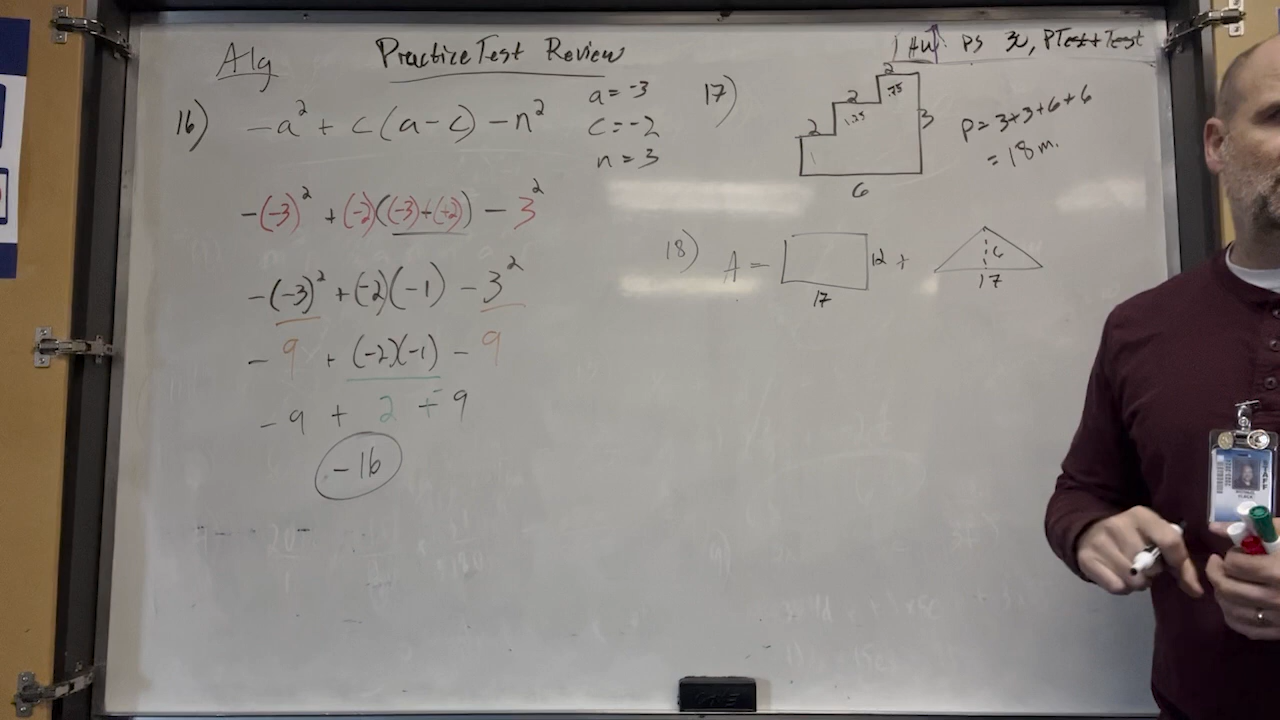 Alg
Practice Test Review
HW: PS 30, PTest + Test
16) -a² + c(a-c) - n²
a = -3
c = -2
n = 3
-(-3)² + (-2)((-3)+(+2)) - 3²
-(-3)² + (-2)(-1) - 3²
- 9 + (-2)(-1) - 9
-9 + 2 + -9
-16
17)
2
.75
2
1.25
2
1
3
6
P = 3+3+6+6
= 18 m.
18) A =
12 +
17
6
17